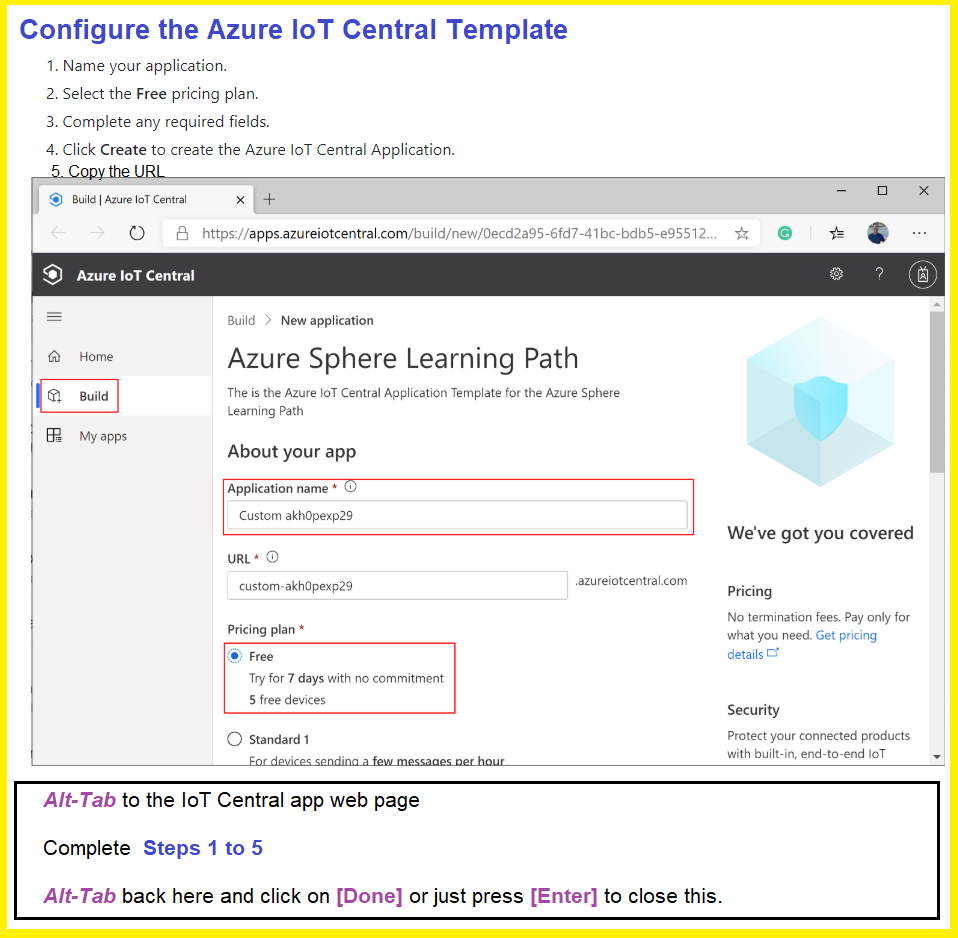 Configure the Azure IoT Central Template
1. Name your application.
2. Select the Free pricing plan.
3. Complete any required fields.
4. Click Create to create the Azure IoT Central Application.
5. Copy the URL
Build | Azure IoT Central
https://apps.azureiotcentral.com/build/new/0ecd2a95-6fd7-41bc-bdb5-e95512...
Azure IoT Central
?
Build > New application
Home
Azure Sphere Learning Path
The is the Azure IoT Central Application Template for the Azure Sphere
Learning Path
Build
My apps
About your app
Application name *
Custom akh0pexp29
URL *
custom-akh0pexp29
.azureiotcentral.com
Pricing plan *
Free
Try for 7 days with no commitment
5 free devices
Standard 1
For devices sending a few messages per hour
We've got you covered
Pricing
No termination fees. Pay only for
what you need. Get pricing
details
Security
Protect your connected products
with built-in, end-to-end IoT
Alt-Tab to the IoT Central app web page
Complete Steps 1 to 5
Alt-Tab back here and click on [Done] or just press [Enter] to close this.